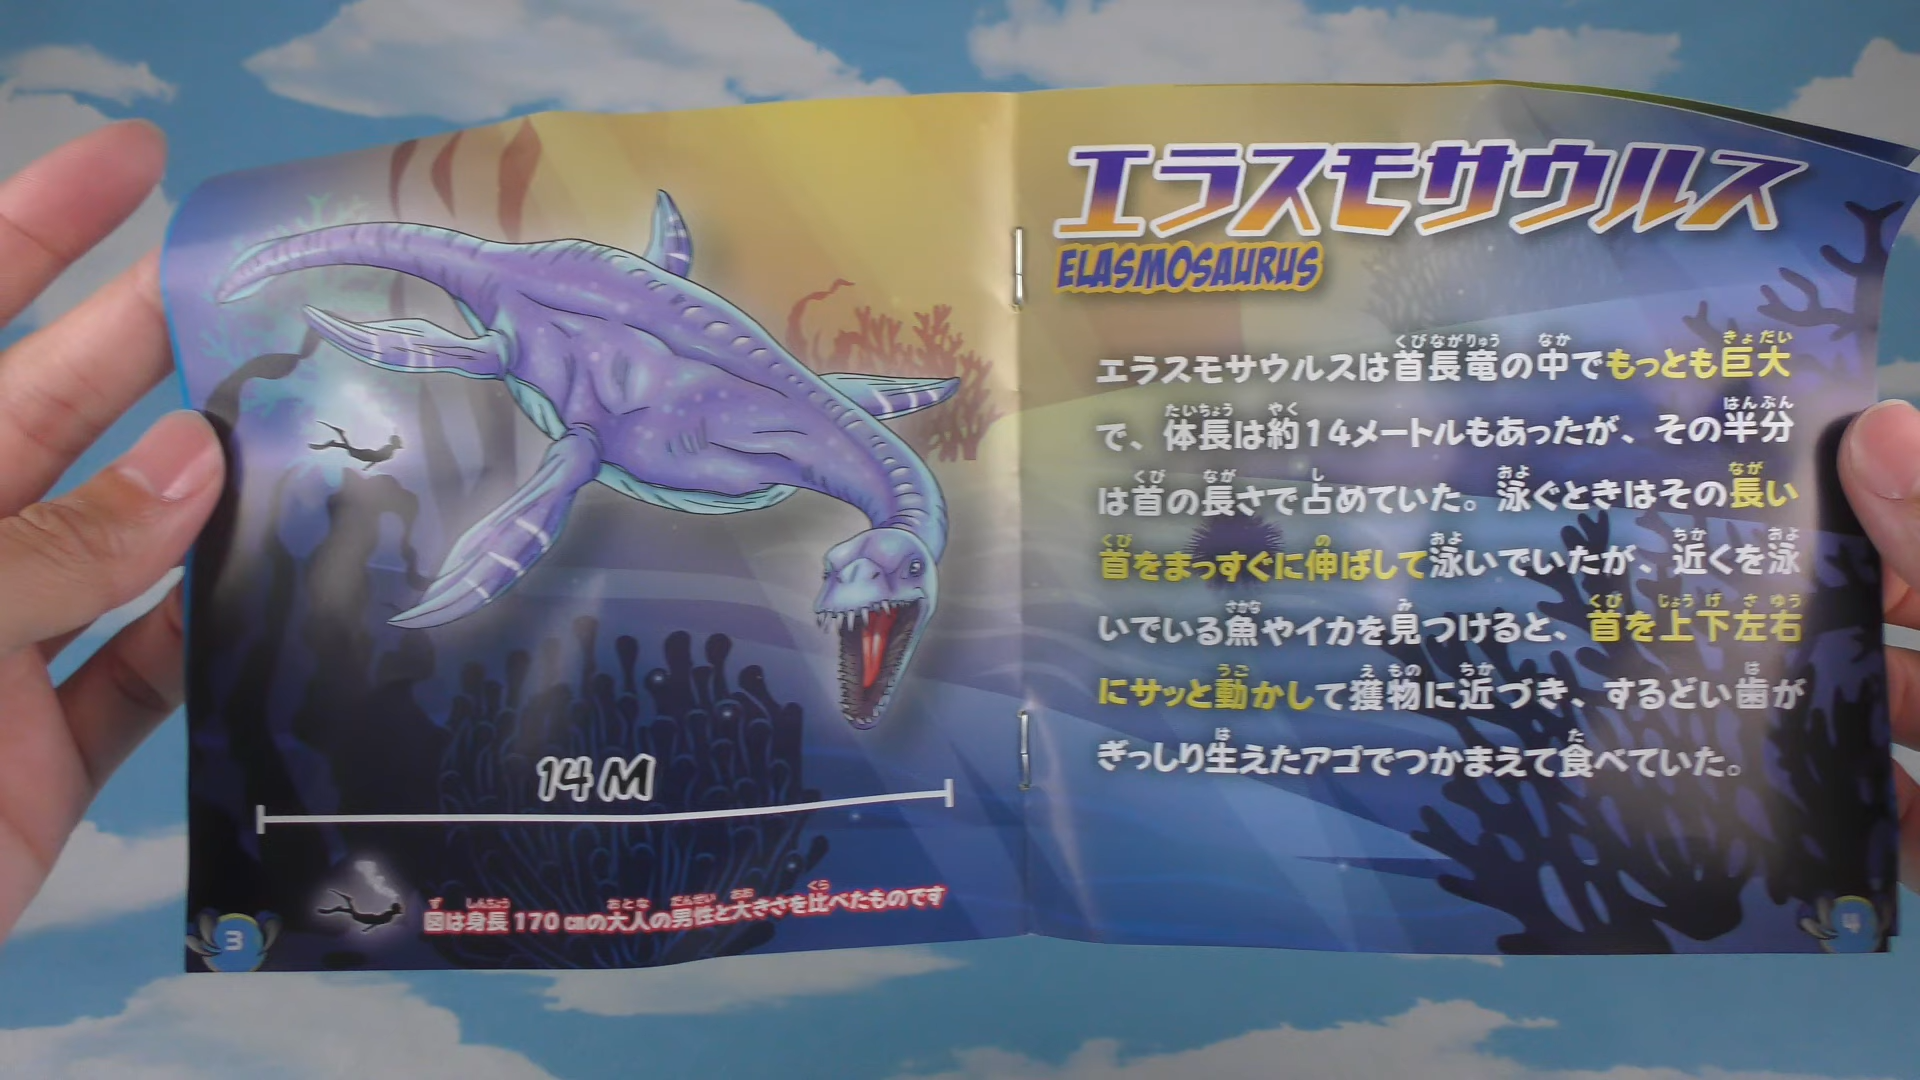 14 M
図は身長170㎝の大人の男性と大きさを比べたものです
3
エラスモサウルス
ELASMOSAURUS
エラスモサウルスは首長竜の中でもっとも巨大
で、体長は約14メートルもあったが、その半分
は首の長さで占めていた。泳ぐときはその長い
首をまっすぐに伸ばして泳いでいたが、近くを泳
いでいる魚やイカを見つけると、首を上下左右
にサッと動かして獲物に近づき、するどい歯が
ぎっしり生えたアゴでつかまえて食べていた。
4